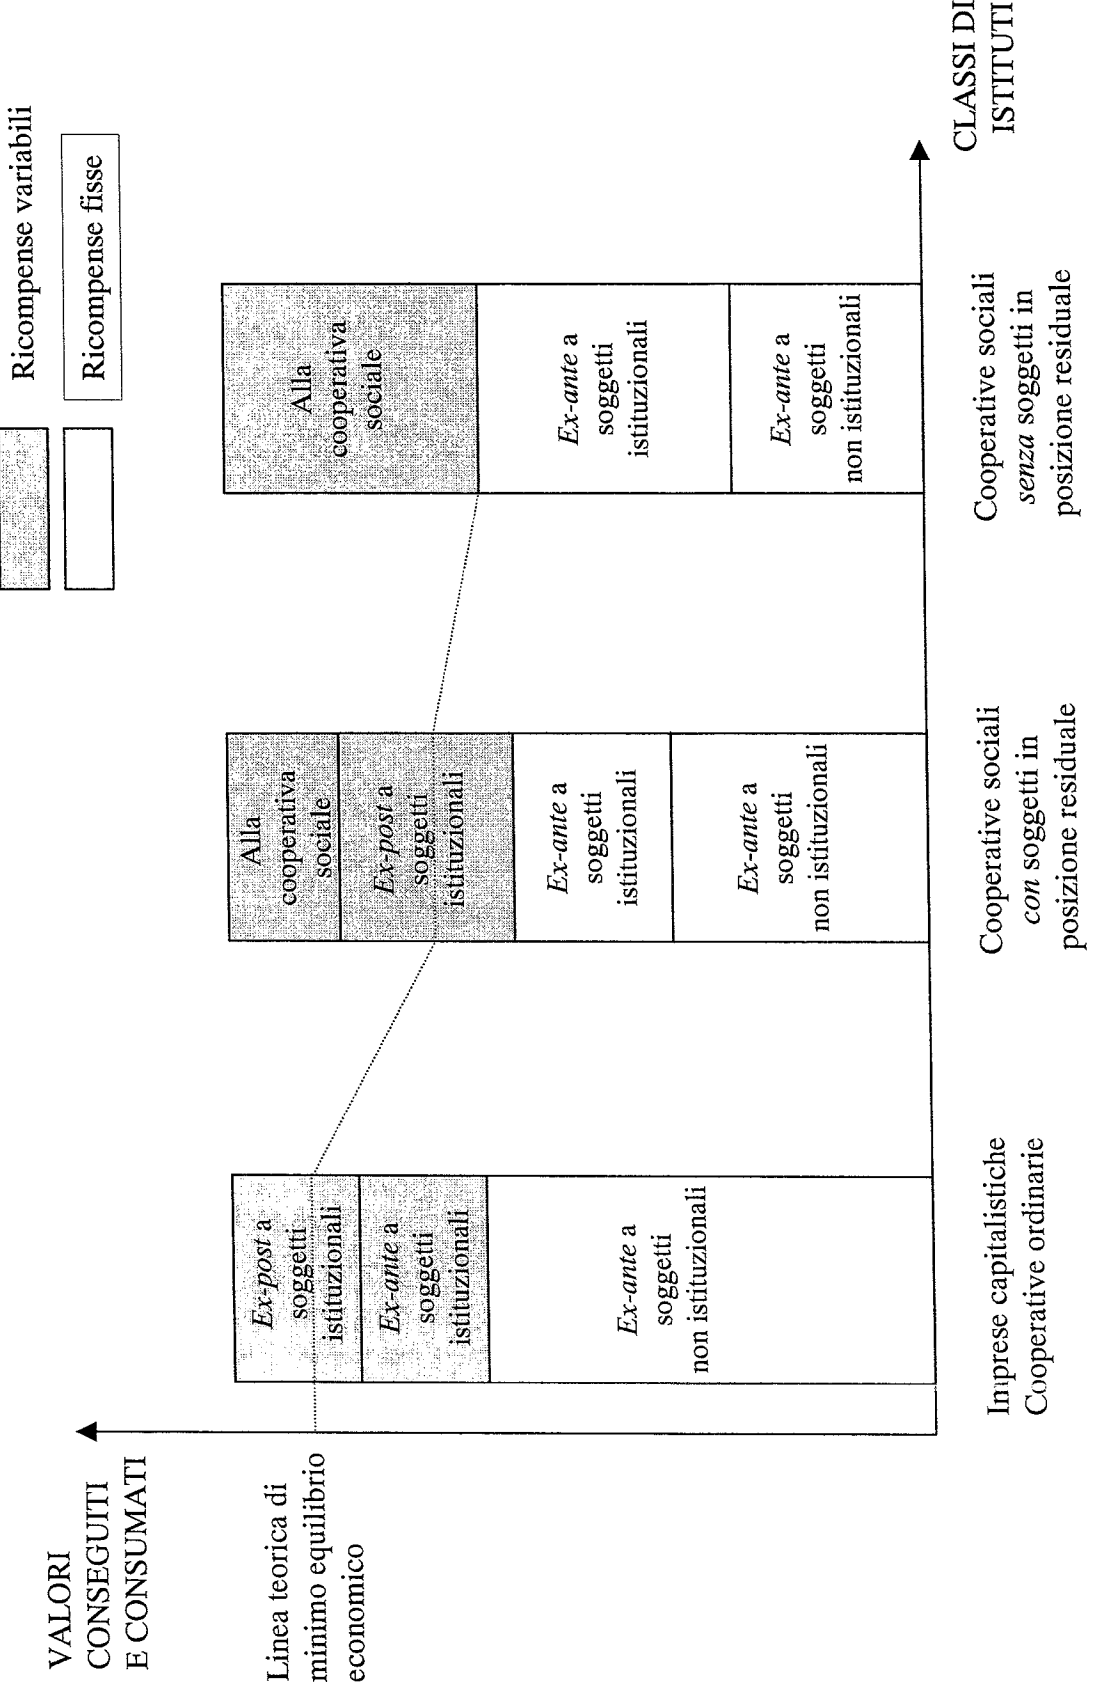 Ricompense variabili
Ricompense fisse
VALORI
CONSEGUITI
E CONSUMATI
Linea teorica di
minimo equilibrio
economico
Ex-post a
soggetti
istituzionali
Ex-ante a
soggetti
istituzionali
Ex-ante a
soggetti
non istituzionali
Alla
cooperativa
sociale
Ex-post a
soggetti
istituzionali
Ex-ante a
soggetti
istituzionali
Ex-ante a
soggetti
non istituzionali
Alla
cooperativa
sociale
Ex-ante a
soggetti
istituzionali
Ex-ante a
soggetti
non istituzionali
Imprese capitalistiche
Cooperative ordinarie
Cooperative sociali
con soggetti in
posizione residuale
Cooperative sociali
senza soggetti in
posizione residuale
CLASSI DI
ISTITUTI